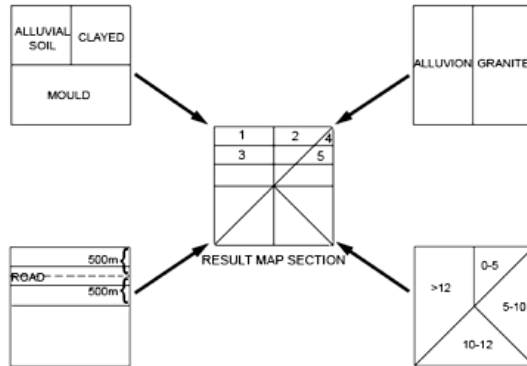 ALLUVIAL
SOIL
CLAYED
MOULD
ALLUVION
GRANITE
1
2
4
3
5
RESULT MAP SECTION
500m
ROAD
500m
0-5
>12
5-10
10-12